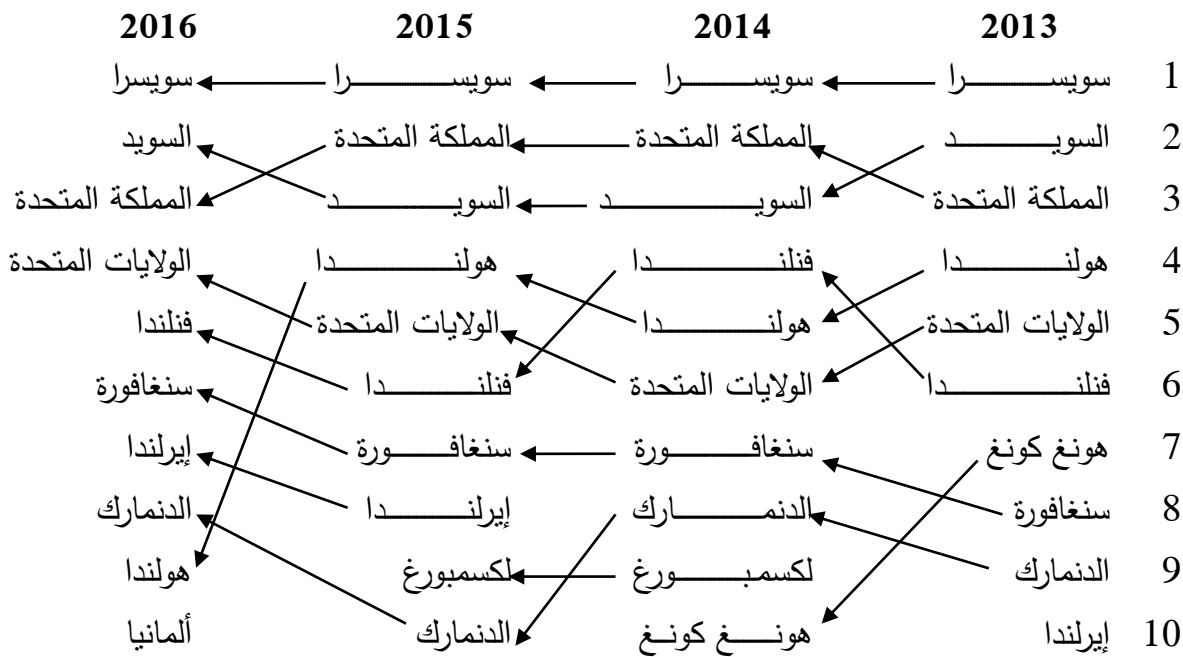 2013 2014 2015 2016
1 سويسرا سويسرا سويسرا سويسرا
2 السويد المملكة المتحدة المملكة المتحدة السويد
3 المملكة المتحدة السويد السويد المملكة المتحدة
4 هولندا فنلندا هولندا الولايات المتحدة
5 الولايات المتحدة هولندا الولايات المتحدة فنلندا
6 فنلندا الولايات المتحدة فنلندا سنغافورة
7 هونغ كونغ سنغافورة سنغافورة إيرلندا
8 سنغافورة الدنمارك إيرلندا الدنمارك
9 الدنمارك لكسمبورغ لكسمبورغ هولندا
10 إيرلندا هونغ كونغ الدنمارك ألمانيا